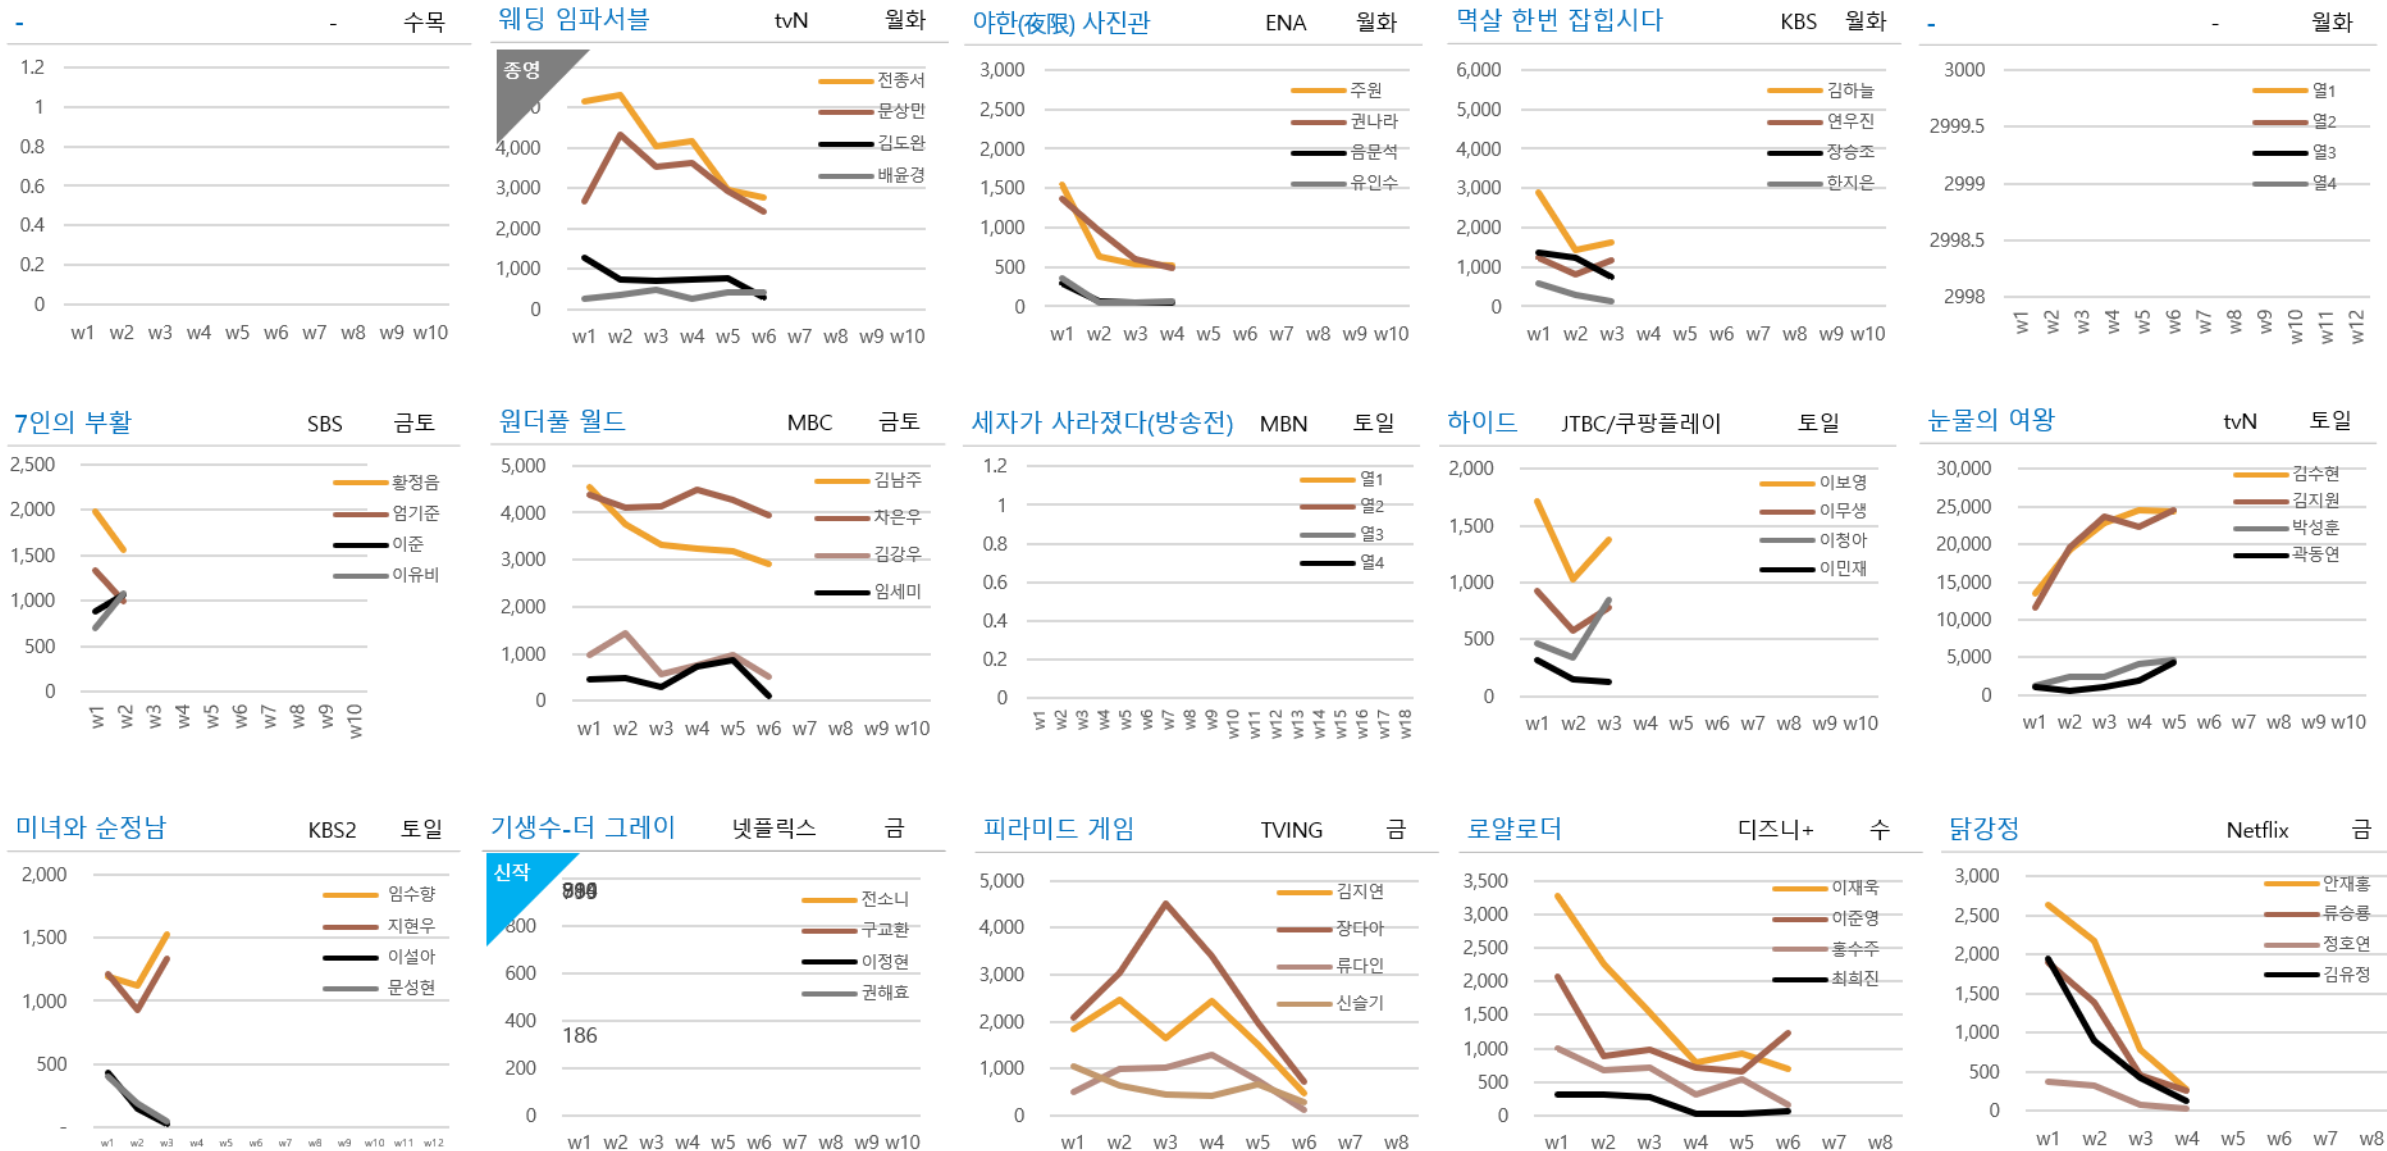 - - 수목
1.2
1
0.8
0.6
0.4
0.2
0
w1 w2 w3 w4 w5 w6 w7 w8 w9 w10
웨딩 임파서블 tvN 월화
종영
4,000
3,000
2,000
1,000
0
전종서
문상민
김도완
배윤경
w1 w2 w3 w4 w5 w6 w7 w8 w9 w10
야한(夜限) 사진관 ENA 월화
3,000
2,500
2,000
1,500
1,000
500
0
주원
권나라
음문석
유인수
w1 w2 w3 w4 w5 w6 w7 w8 w9 w10
멱살 한번 잡힙시다 KBS 월화
6,000
5,000
4,000
3,000
2,000
1,000
0
김하늘
연우진
장승조
한지은
w1 w2 w3 w4 w5 w6 w7 w8 w9 w10
- - 월화
3000
2999.5
2999
2998.5
2998
열1
열2
열3
열4
w1 w2 w3 w4 w5 w6 w7 w8 w9 w10 w11 w12
7인의 부활 SBS 금토
2,500
2,000
1,500
1,000
500
0
황정음
엄기준
이준
이유비
w1 w2 w3 w4 w5 w6 w7 w8 w9 w10
원더풀 월드 MBC 금토
5,000
4,000
3,000
2,000
1,000
0
김남주
차은우
김강우
임세미
w1 w2 w3 w4 w5 w6 w7 w8 w9 w10
세자가 사라졌다(방송전) MBN 토일
1.2
1
0.8
0.6
0.4
0.2
0
열1
열2
열3
열4
w1 w2 w3 w4 w5 w6 w7 w8 w9 w10 w11 w12 w13 w14 w15 w16 w17 w18
하이드 JTBC/쿠팡플레이 토일
2,000
1,500
1,000
500
0
이보영
이무생
이청아
이민재
w1 w2 w3 w4 w5 w6 w7 w8 w9 w10
눈물의 여왕 tvN 토일
30,000
25,000
20,000
15,000
10,000
5,000
0
김수현
김지원
박성훈
곽동연
w1 w2 w3 w4 w5 w6 w7 w8 w9 w10
미녀와 순정남 KBS2 토일
2,000
1,500
1,000
500
-
임수향
지현우
이설아
문성현
w1 w2 w3 w4 w5 w6 w7 w8 w9 w10 w11 w12
기생수-더 그레이 넷플릭스 금
신작
800
600
400
186
200
0
전소니
구교환
이정현
권해효
w1 w2 w3 w4 w5 w6 w7 w8 w9 w10
피라미드 게임 TVING 금
5,000
4,000
3,000
2,000
1,000
0
김지연
장다아
류다인
신슬기
w1 w2 w3 w4 w5 w6 w7 w8
로얄로더 디즈니+ 수
3,500
3,000
2,500
2,000
1,500
1,000
500
0
이재욱
이준영
홍수주
최희진
w1 w2 w3 w4 w5 w6 w7 w8
닭강정 Netflix 금
3,000
2,500
2,000
1,500
1,000
500
0
안재홍
류승룡
정호연
김유정
w1 w2 w3 w4 w5 w6 w7 w8